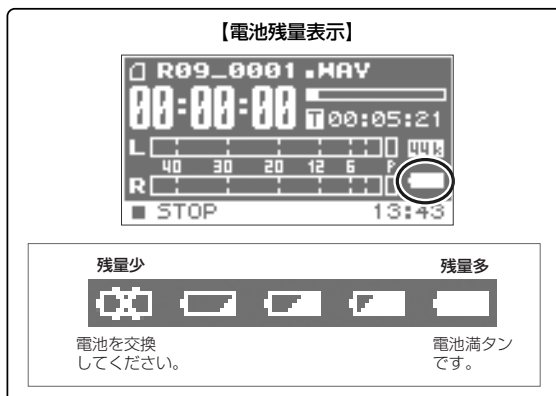 【電池残量表示】
R09_0001.WAV
00:00:00
T 00:05:21
L 44k
40 30 20 12 6
R
■ STOP 13:43
残量少 残量多
電池を交換
してください。
電池満タン
です。